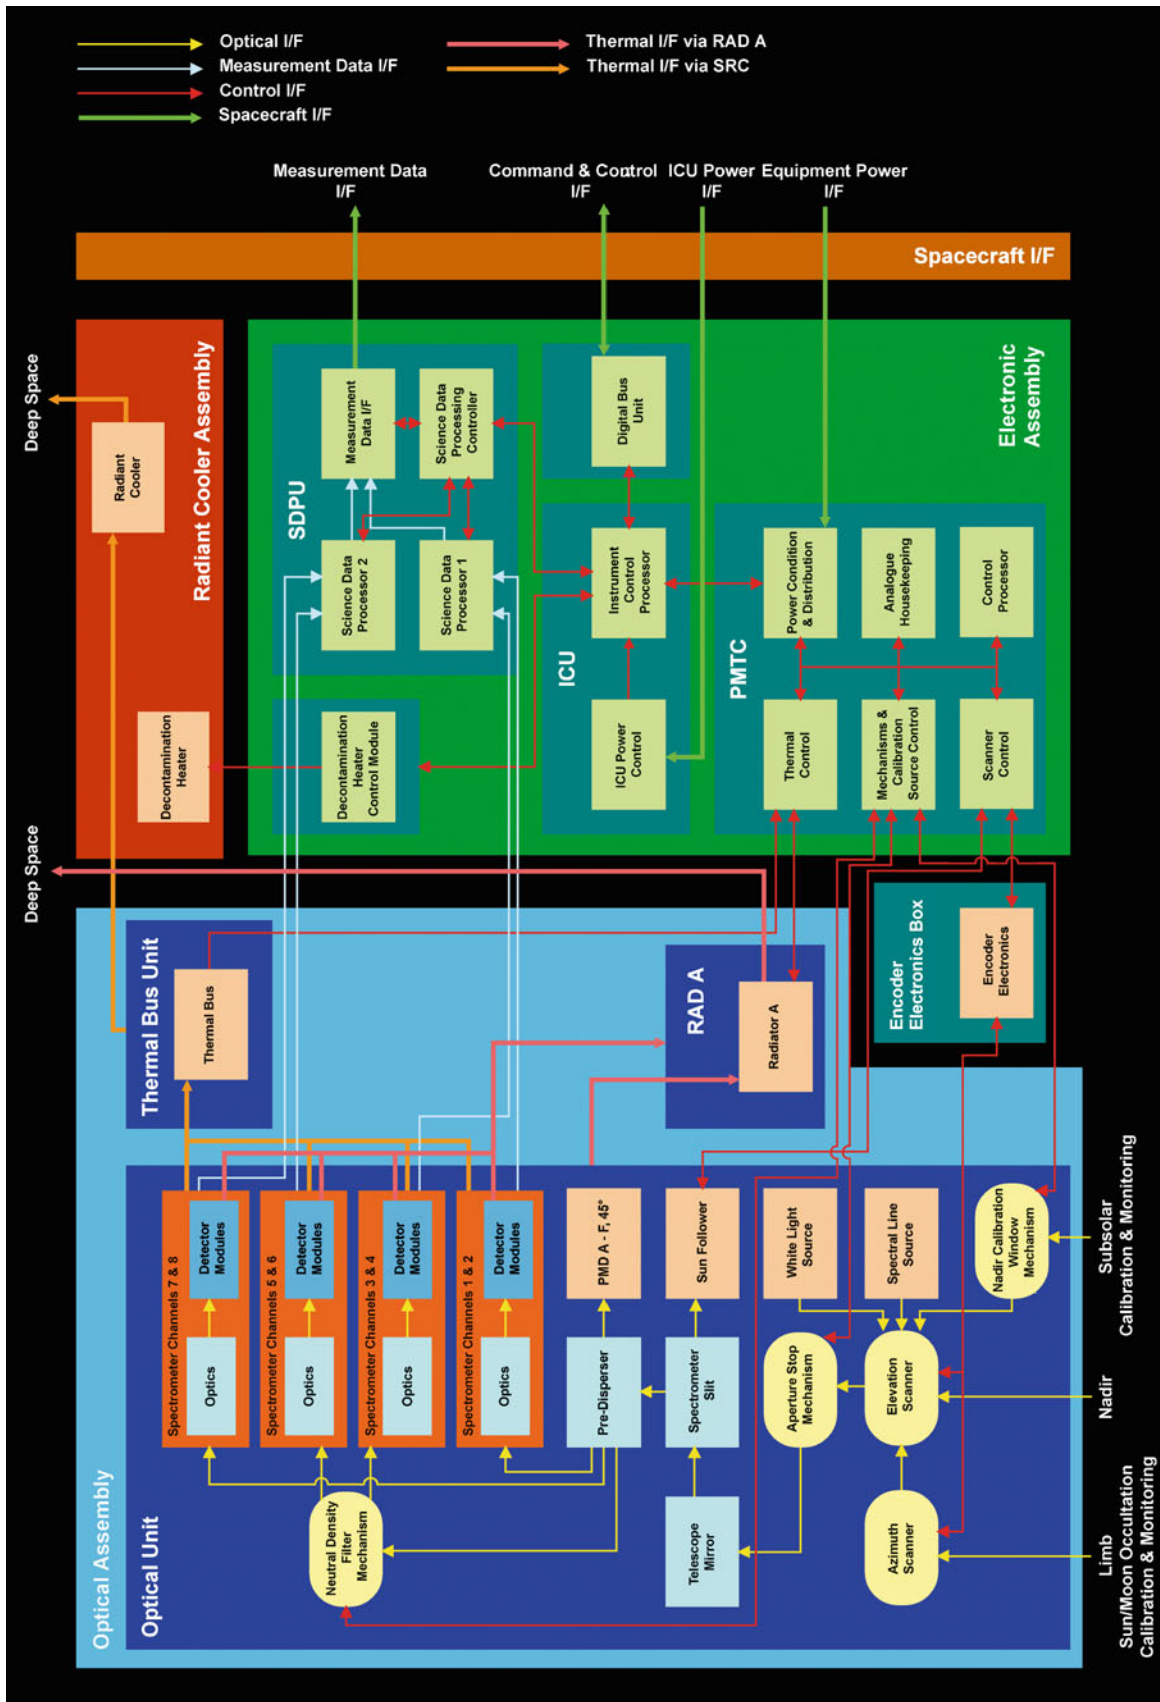 Optical I/F
Measurement Data I/F
Control I/F
Spacecraft I/F
Thermal I/F via RAD A
Thermal I/F via SRC
Measurement Data
I/F
Command & Control
I/F
ICU Power
I/F
Equipment Power
I/F
Spacecraft I/F
Deep Space
Radiant Cooler Assembly
Radiant
Cooler
Decontamination
Heater
Electronic
Assembly
SDPU
Measurement
Data I/F
Science Data
Processing
Controller
Science Data
Processor 2
Science Data
Processor 1
Decontamination
Heater
Control Module
Digital Bus
Unit
ICU
Instrument
Control
Processor
ICU Power
Control
PMTC
Power Condition
& Distribution
Analogue
Housekeeping
Control
Processor
Thermal
Control
Mechanisms &
Calibration
Source Control
Scanner
Control
Deep Space
Thermal Bus Unit
Thermal Bus
RAD A
Radiator A
Encoder
Electronics Box
Encoder
Electronics
Optical Assembly
Optical Unit
Spectrometer Channels 7 & 8
Optics
Detector
Modules
Spectrometer Channels 5 & 6
Optics
Detector
Modules
Spectrometer Channels 3 & 4
Optics
Detector
Modules
Spectrometer Channels 1 & 2
Optics
Detector
Modules
Neutral Density
Filter
Mechanism
Pre-Disperser
PMD A - F, 45°
Telescope
Mirror
Spectrometer
Slit
Sun Follower
Aperture Stop
Mechanism
White Light
Source
Azimuth
Scanner
Elevation
Scanner
Spectral Line
Source
Nadir Calibration
Window
Mechanism
Limb
Sun/Moon Occultation
Calibration & Monitoring
Nadir
Subsolar
Calibration & Monitoring